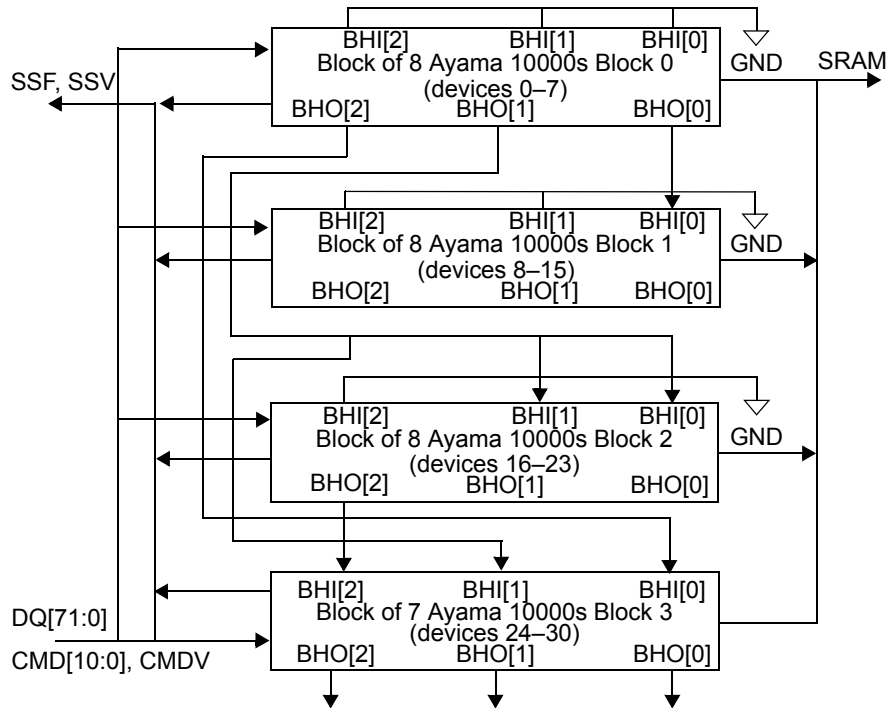 BHI[2] BHI[1] BHI[0]
Block of 8 Ayama 10000s Block 0
(devices 0–7)
BHO[2] BHO[1] BHO[0]
GND
SRAM
SSF, SSV
BHI[2] BHI[1] BHI[0]
Block of 8 Ayama 10000s Block 1
(devices 8–15)
BHO[2] BHO[1] BHO[0]
GND
BHI[2] BHI[1] BHI[0]
Block of 8 Ayama 10000s Block 2
(devices 16–23)
BHO[2] BHO[1] BHO[0]
GND
BHI[2] BHI[1] BHI[0]
Block of 7 Ayama 10000s Block 3
(devices 24–30)
BHO[2] BHO[1] BHO[0]
DQ[71:0]
CMD[10:0], CMDV